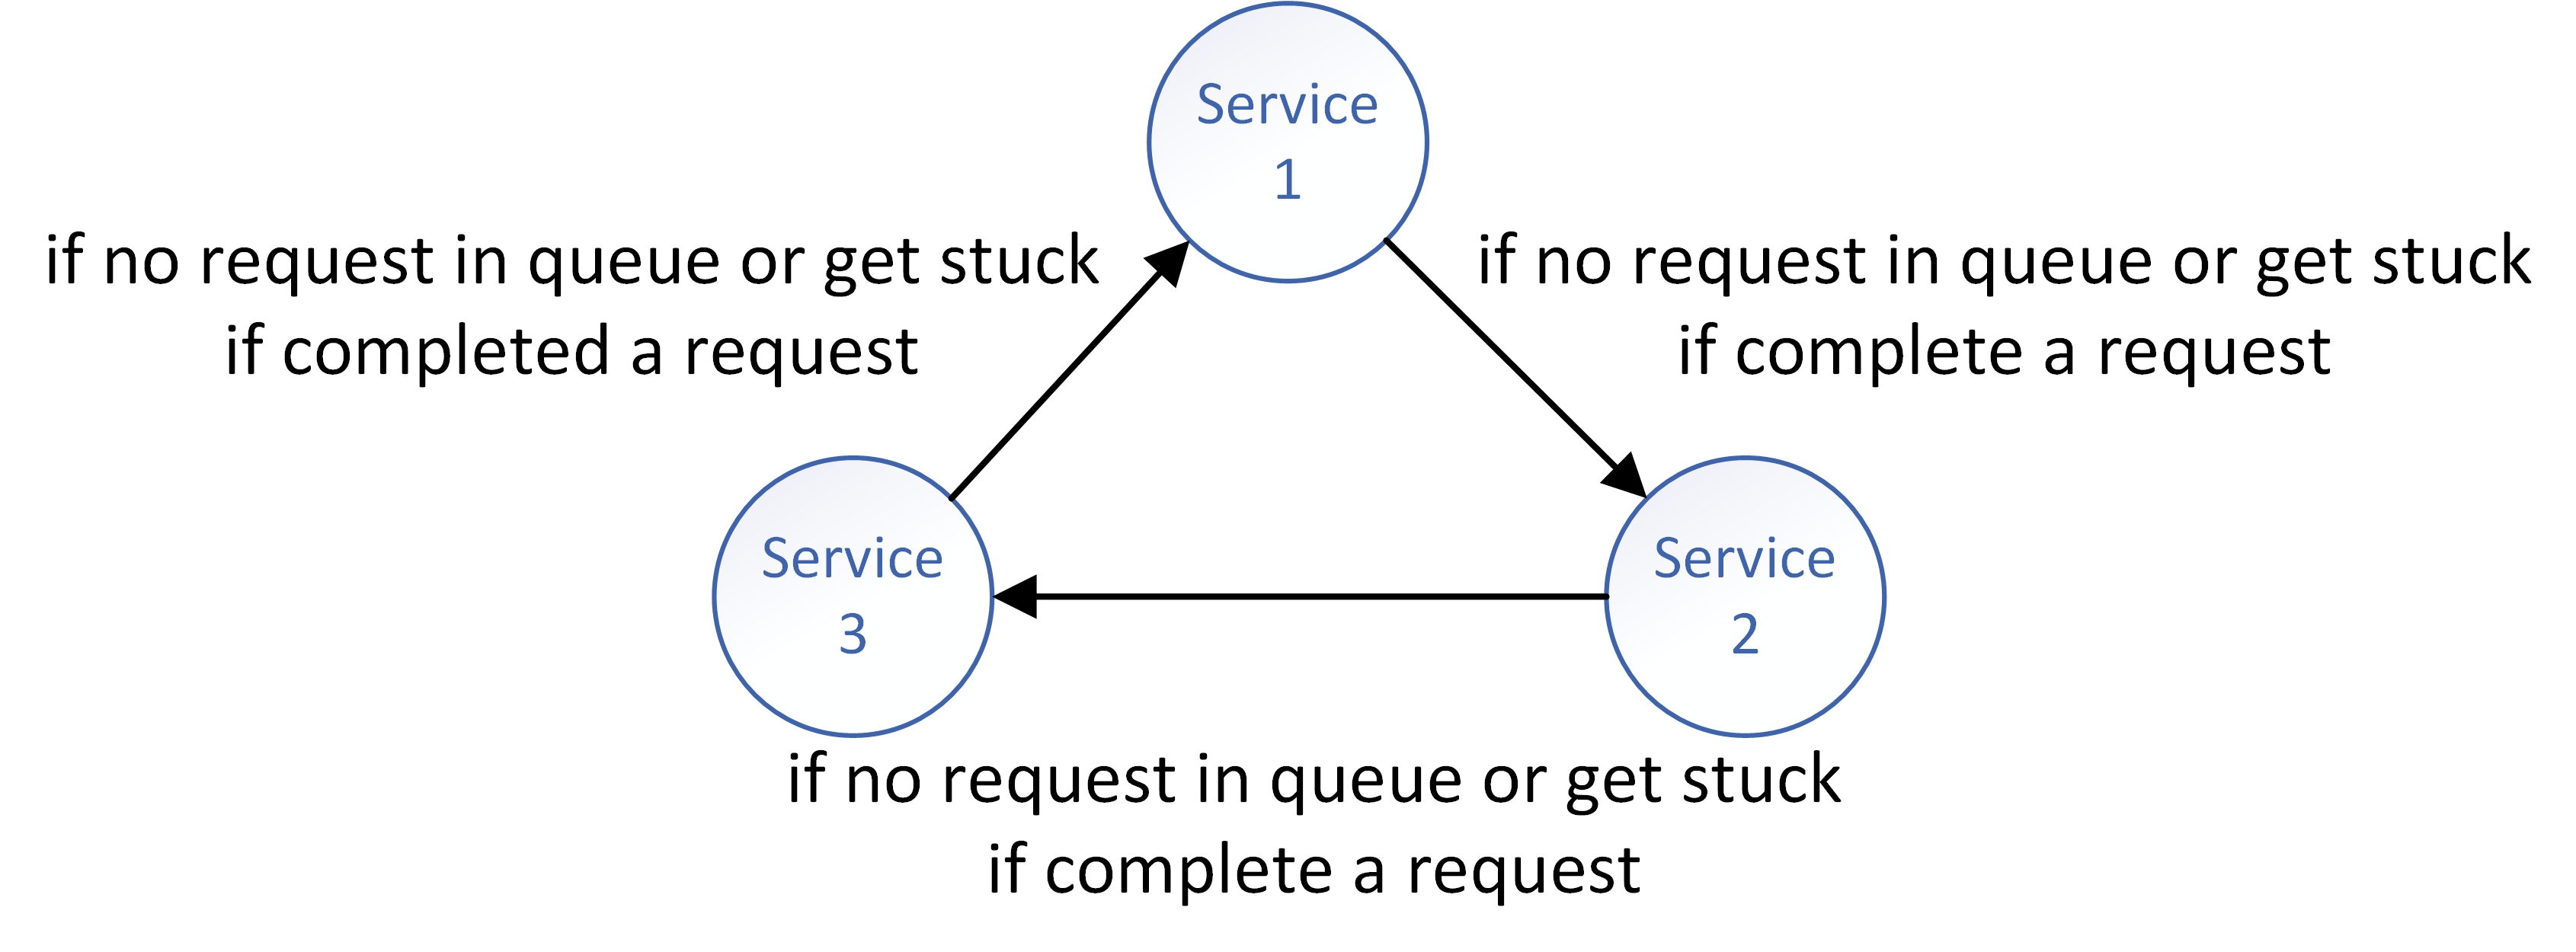 Service
1
if no request in queue or get stuck
if completed a request
if no request in queue or get stuck
if complete a request
Service
3
Service
2
if no request in queue or get stuck
if complete a request